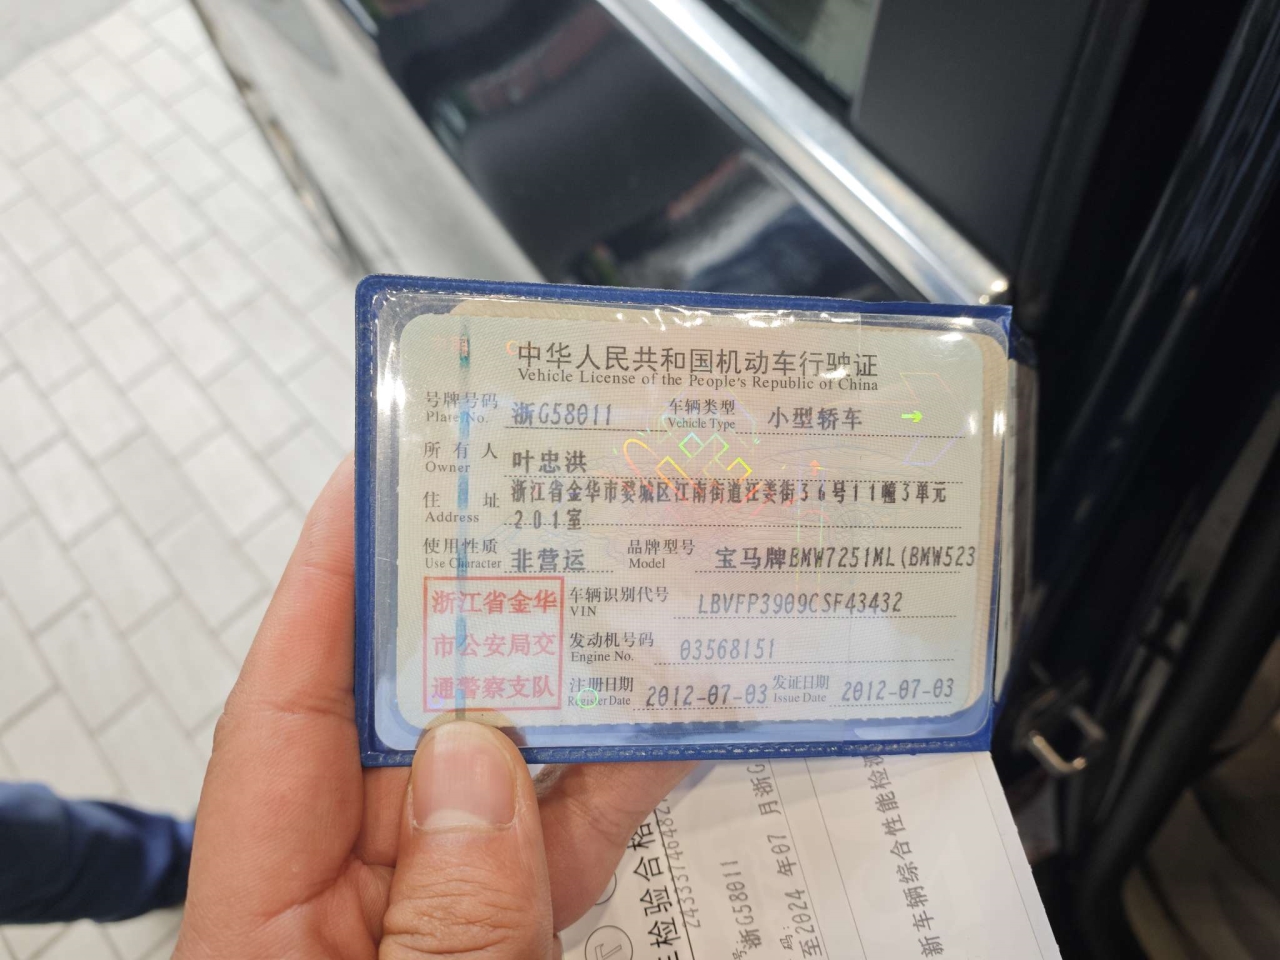 中华人民共和国机动车行驶证
Vehicle License of the People's Republic of China
号牌号码 浙G58011 车辆类型 小型轿车
Plate No. Vehicle Type
所有人 叶忠洪
Owner
住址 浙江省金华市婺城区江南街道江娄街36号11幢3单元
Address 201室
使用性质 非营运 品牌型号 宝马牌BMW7251ML(BMW523
Use Character Model
浙江省金华
市公安局交
通警察支队
车辆识别代号 LBVFP3909CSF43432
VIN
发动机号码 03568151
Engine No.
注册日期 2012-07-03 发证日期 2012-07-03
Register Date Issue Date
检验合格
浙G58011
至2024 年07 月 浙G
新车辆综合性能检